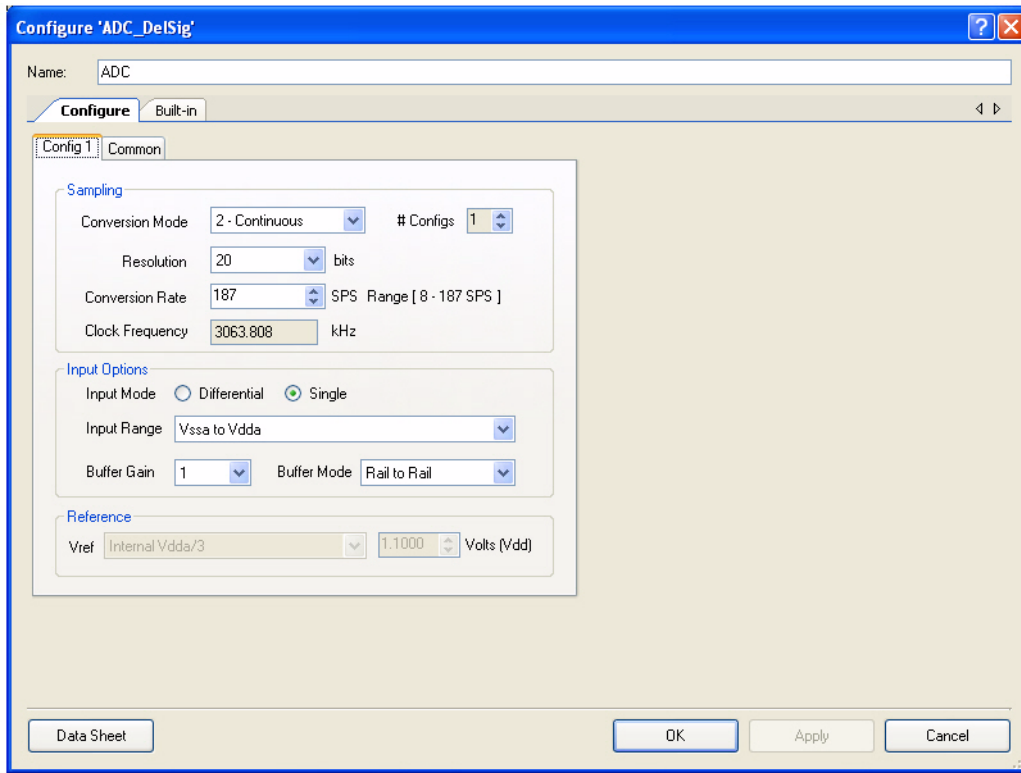 Configure 'ADC_DelSig'
?
Name: ADC
Configure Built-in
Config 1 Common
Sampling
Conversion Mode 2 - Continuous # Configs 1
Resolution 20 bits
Conversion Rate 187 SPS Range [ 8 - 187 SPS ]
Clock Frequency 3063.808 kHz
Input Options
Input Mode Differential Single
Input Range Vssa to Vdda
Buffer Gain 1 Buffer Mode Rail to Rail
Reference
Vref Internal Vdda/3 1.1000 Volts (Vdd)
Data Sheet OK Apply Cancel